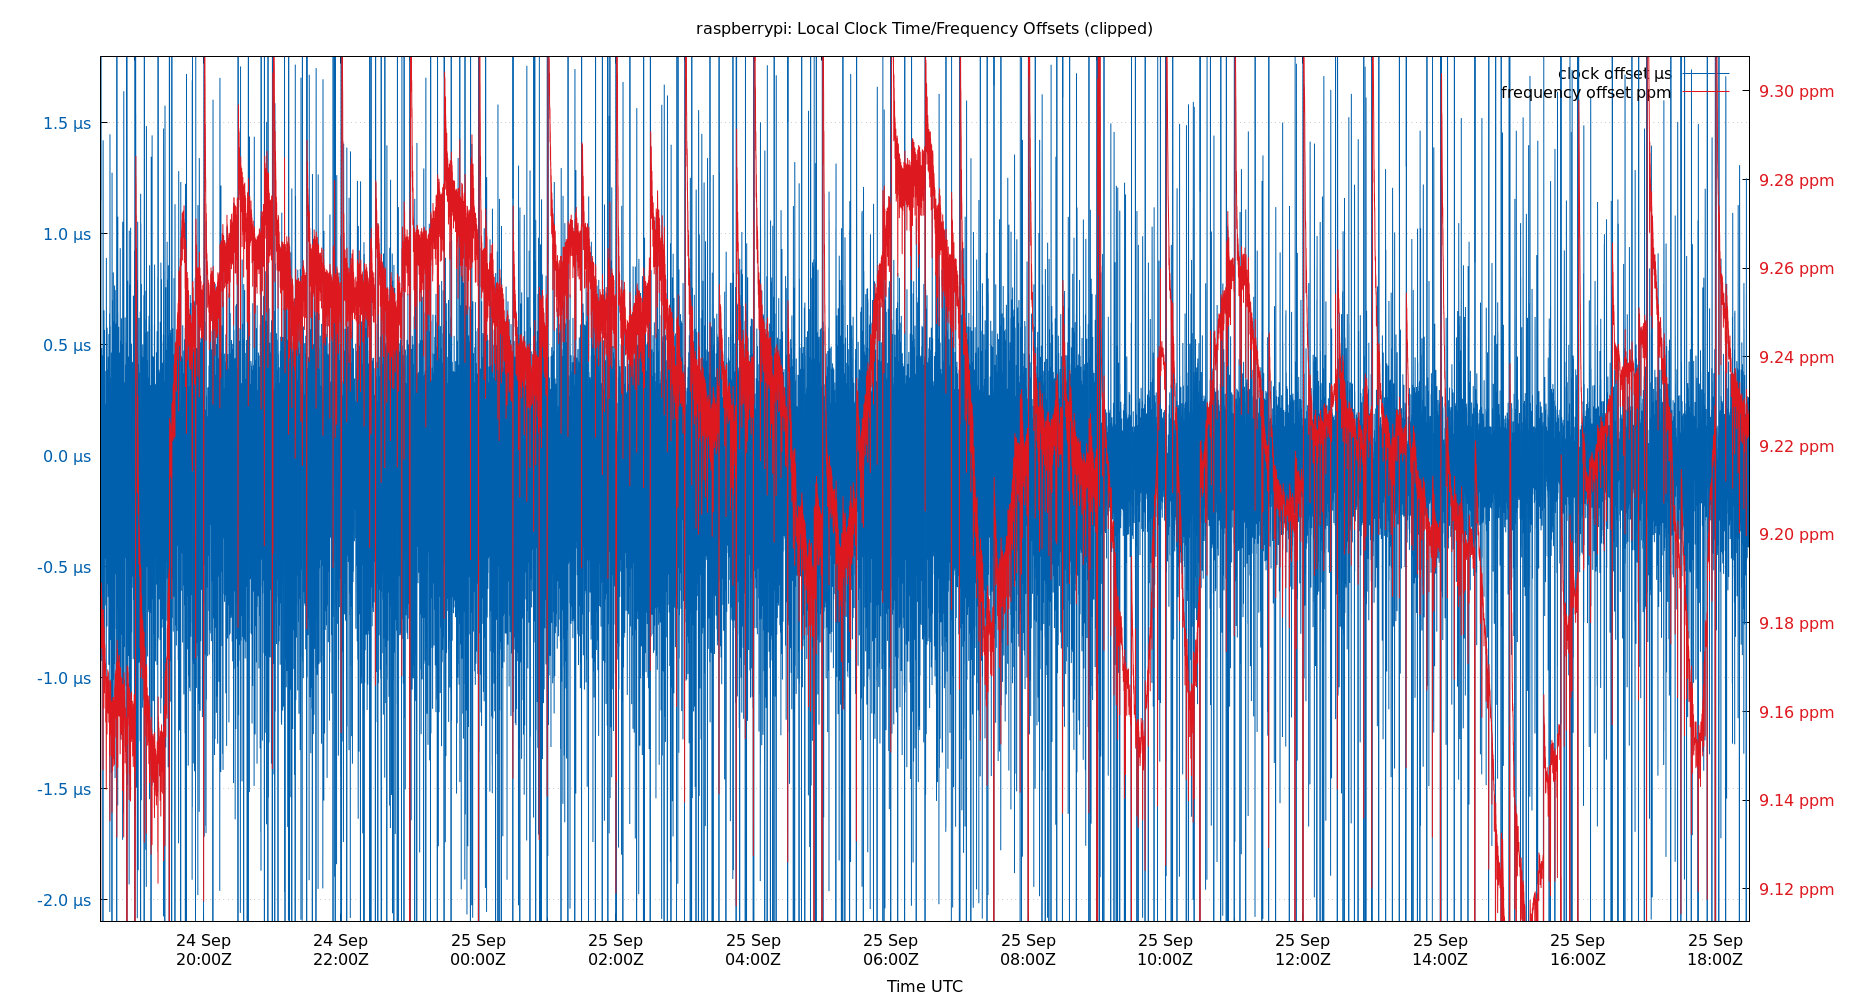 raspberrypi: Local Clock Time/Frequency Offsets (clipped)
clock offset µs
frequency offset ppm
1.5 µs
1.0 µs
0.5 µs
0.0 µs
-0.5 µs
-1.0 µs
-1.5 µs
-2.0 µs
9.30 ppm
9.28 ppm
9.26 ppm
9.24 ppm
9.22 ppm
9.20 ppm
9.18 ppm
9.16 ppm
9.14 ppm
9.12 ppm
24 Sep 24 Sep 25 Sep 25 Sep 25 Sep 25 Sep 25 Sep 25 Sep 25 Sep 25 Sep 25 Sep 25 Sep
20:00Z 22:00Z 00:00Z 02:00Z 04:00Z 06:00Z 08:00Z 10:00Z 12:00Z 14:00Z 16:00Z 18:00Z
Time UTC